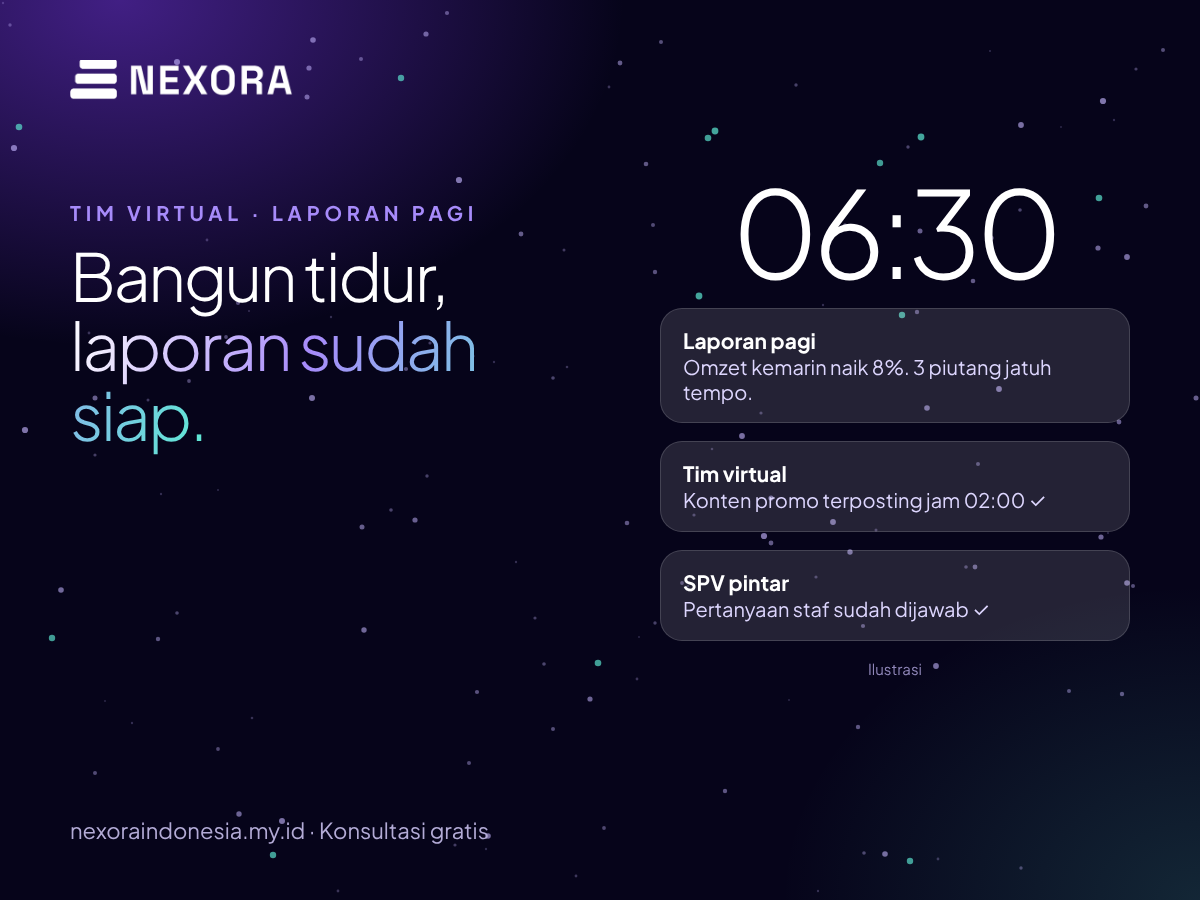 NEXORA
TIM VIRTUAL · LAPORAN PAGI
Bangun tidur,
laporan sudah
siap.
06:30
Laporan pagi
Omzet kemarin naik 8%. 3 piutang jatuh
tempo.
Tim virtual
Konten promo terposting jam 02:00 ✓
SPV pintar
Pertanyaan staf sudah dijawab ✓
Ilustrasi
nexoraindonesia.my.id · Konsultasi gratis